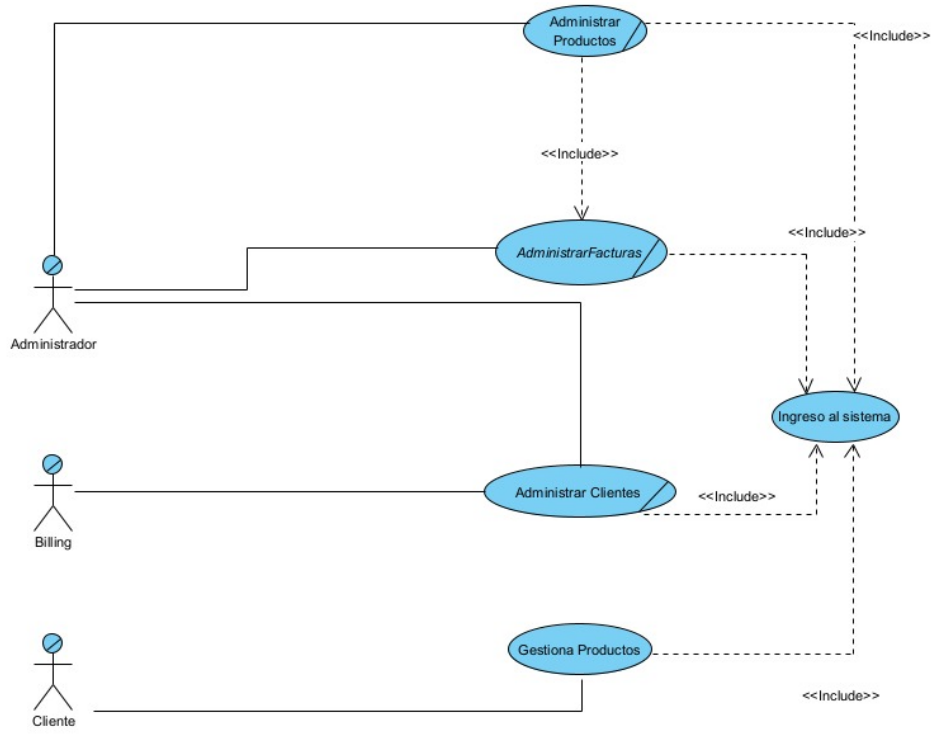 Administrar
Productos
<<Include>>
<<Include>>
<<Include>>
AdministrarFacturas
Administrador
Ingreso al sistema
Administrar Clientes
<<Include>>
Billing
Gestiona Productos
<<Include>>
Cliente